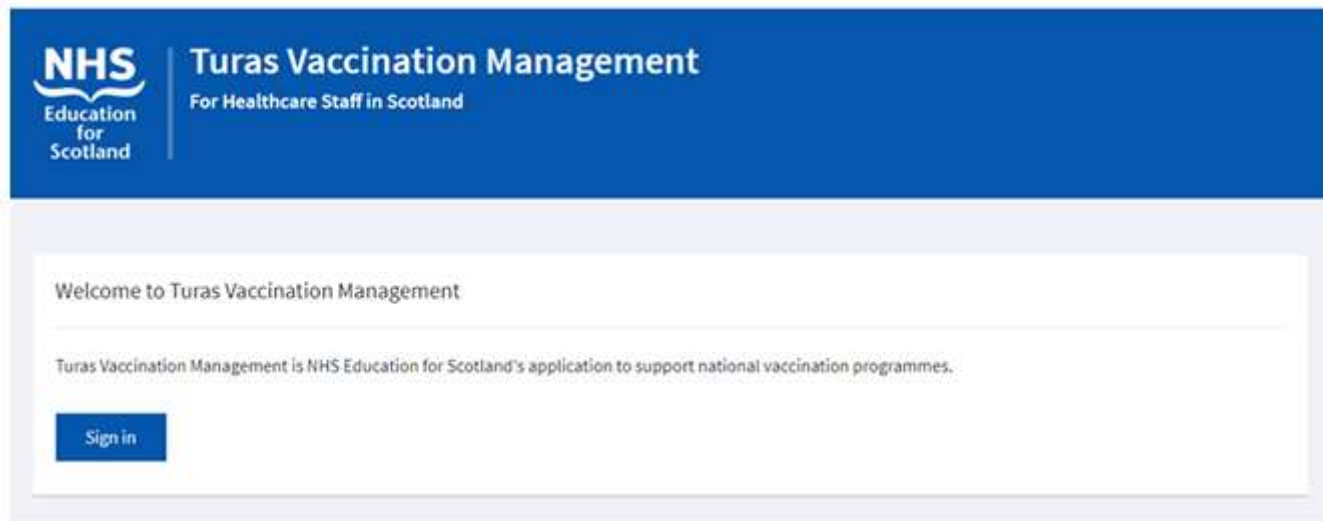 NHS
Education
for
Scotland
Turas Vaccination Management
For Healthcare Staff in Scotland
Welcome to Turas Vaccination Management
Turas Vaccination Management is NHS Education for Scotland's application to support national vaccination programmes.
Sign in